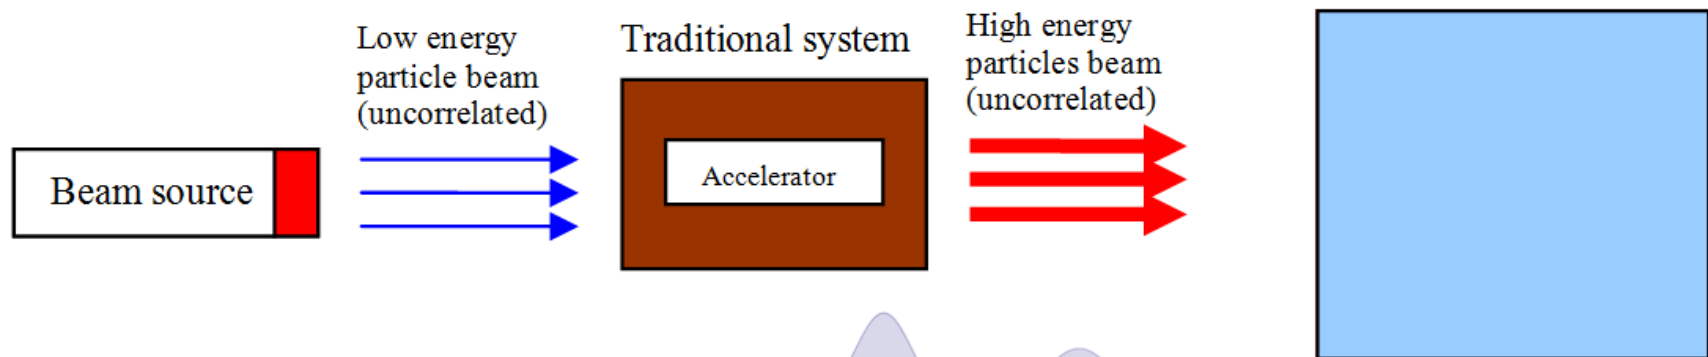 Beam source
Low energy
particle beam
(uncorrelated)
Traditional system
Accelerator
High energy
particles beam
(uncorrelated)